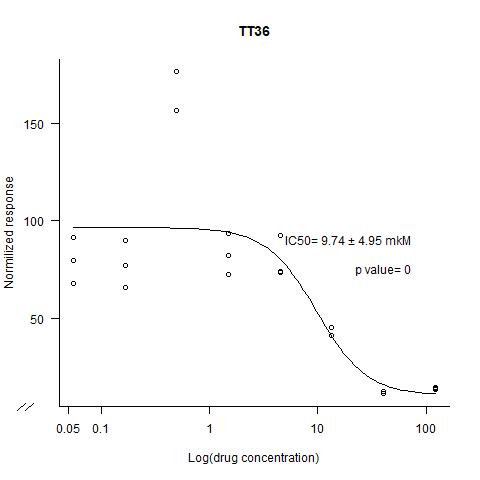 TT36
Normilized response
150
100
50
IC50= 9.74 ± 4.95 mkM
p value= 0
0.05 0.1 1 10 100
Log(drug concentration)